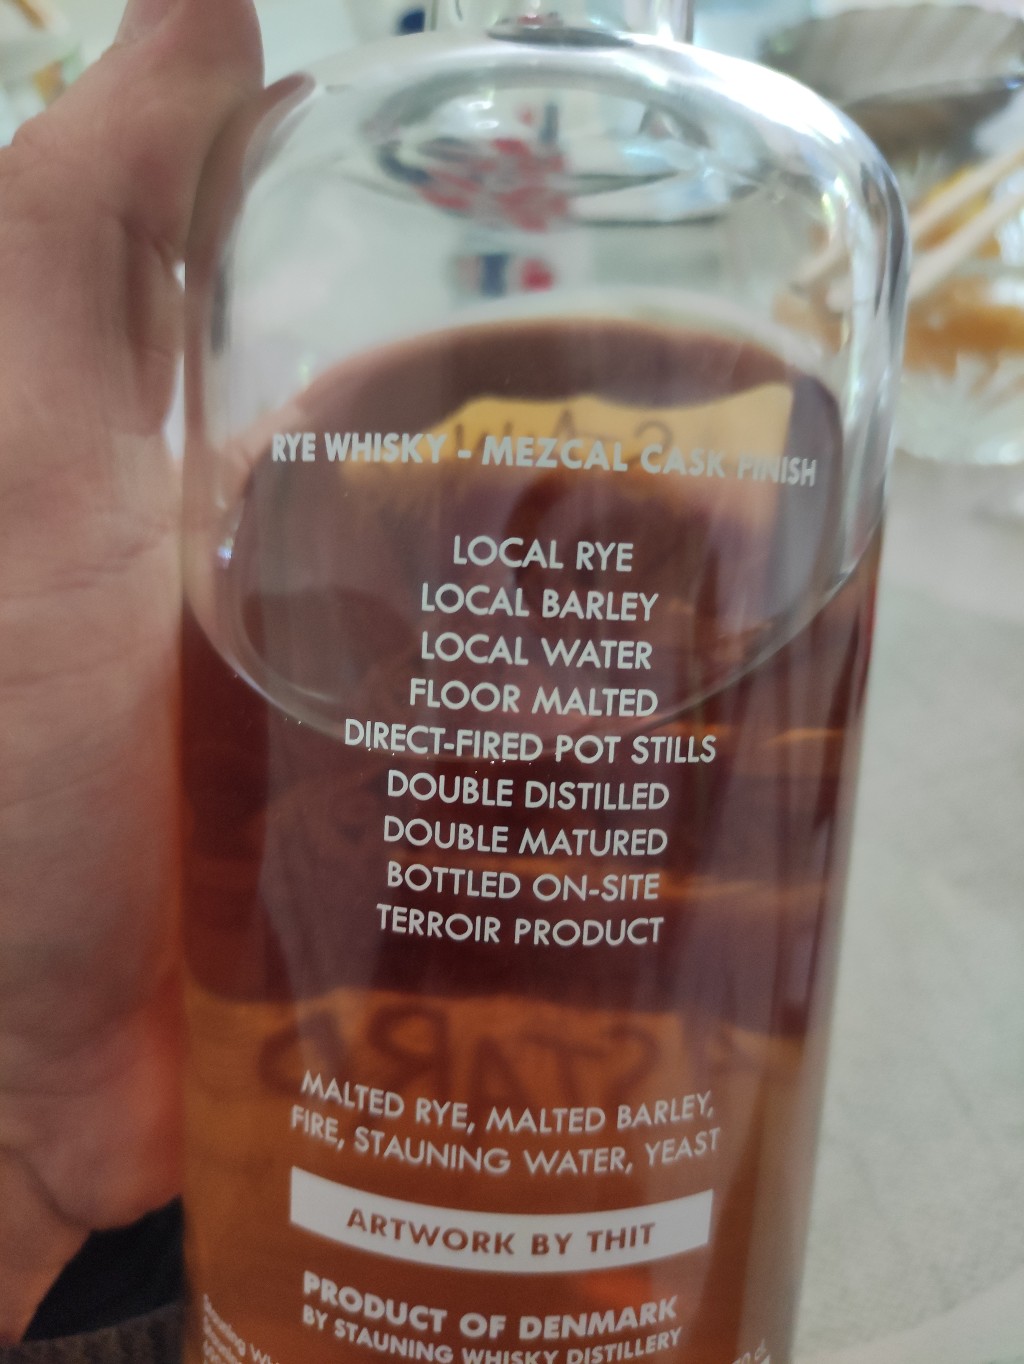 RYE WHISKY - MEZCAL CASK FINISH
LOCAL RYE
LOCAL BARLEY
LOCAL WATER
FLOOR MALTED
DIRECT-FIRED POT STILLS
DOUBLE DISTILLED
DOUBLE MATURED
BOTTLED ON-SITE
TERROIR PRODUCT
MALTED RYE, MALTED BARLEY,
FIRE, STAUNING WATER, YEAST
ARTWORK BY THIT
PRODUCT OF DENMARK
BY STAUNING WHISKY DISTILLERY